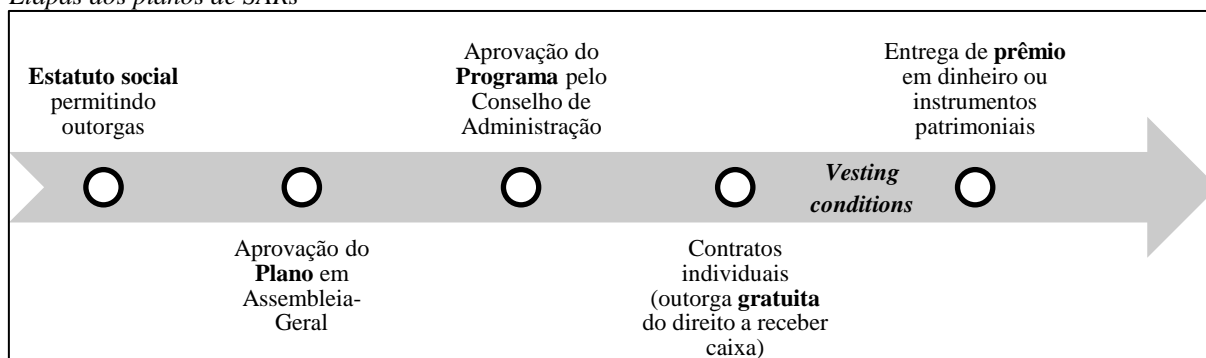 Etapas dos planos de SARs
Estatuto social
permitindo
outorgas
Aprovação do
Plano em
Assembleia-
Geral
Aprovação do
Programa pelo
Conselho de
Administração
Contratos
individuais
(outorga gratuita
do direito a receber
caixa)
Vesting
conditions
Entrega de prêmio
em dinheiro ou
instrumentos
patrimoniais